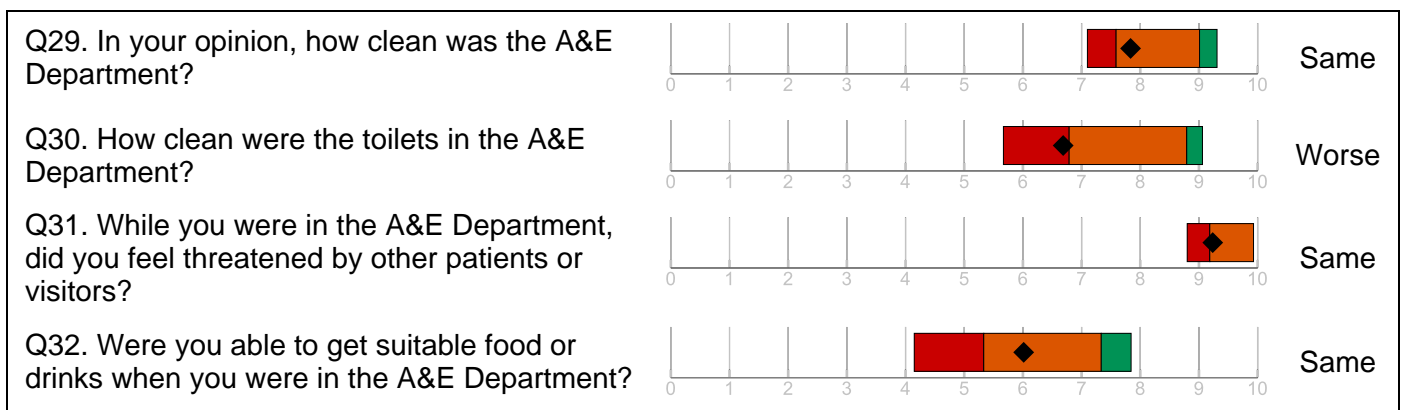 Q29. In your opinion, how clean was the A&E
Department?
Same
0 1 2 3 4 5 6 7 8 9 10
Q30. How clean were the toilets in the A&E
Department?
Worse
0 1 2 3 4 5 6 7 8 9 10
Q31. While you were in the A&E Department,
did you feel threatened by other patients or
visitors?
Same
0 1 2 3 4 5 6 7 8 9 10
Q32. Were you able to get suitable food or
drinks when you were in the A&E Department?
Same
0 1 2 3 4 5 6 7 8 9 10